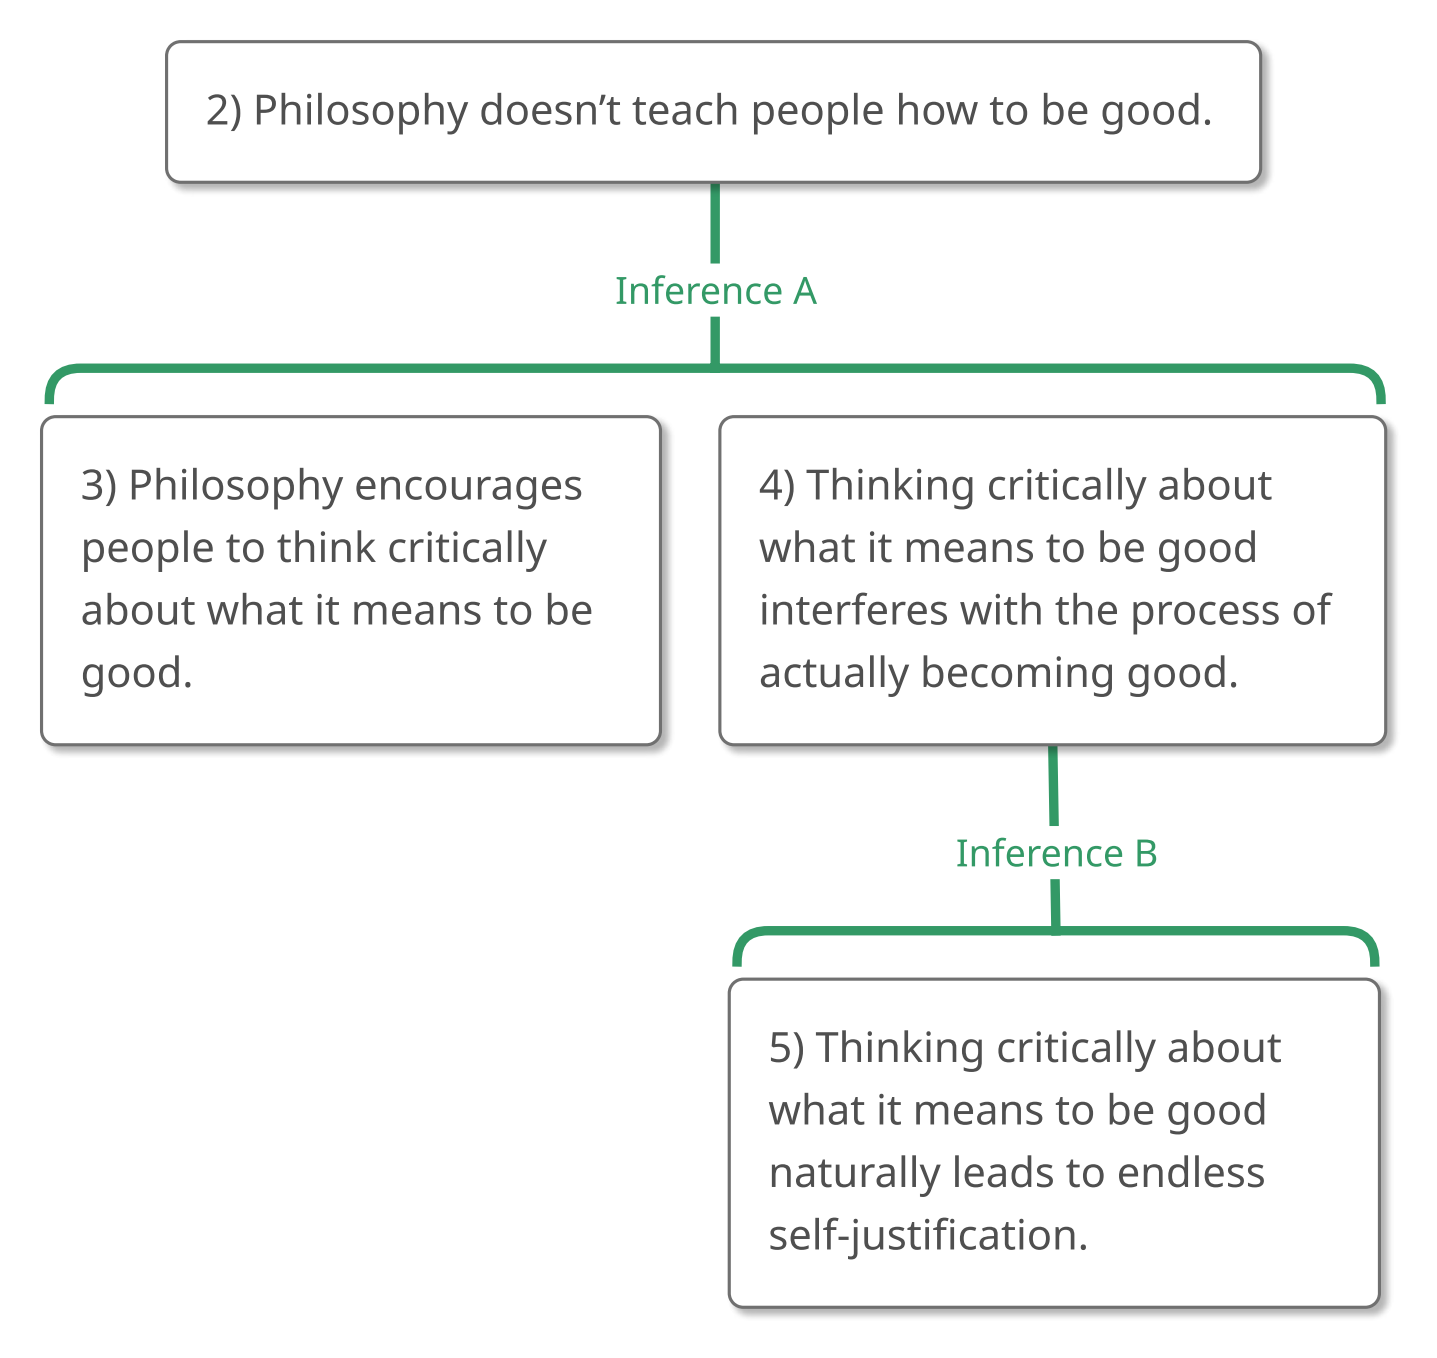 2) Philosophy doesn’t teach people how to be good.
Inference A
3) Philosophy encourages
people to think critically
about what it means to be
good.
4) Thinking critically about
what it means to be good
interferes with the process of
actually becoming good.
Inference B
5) Thinking critically about
what it means to be good
naturally leads to endless
self-justification.